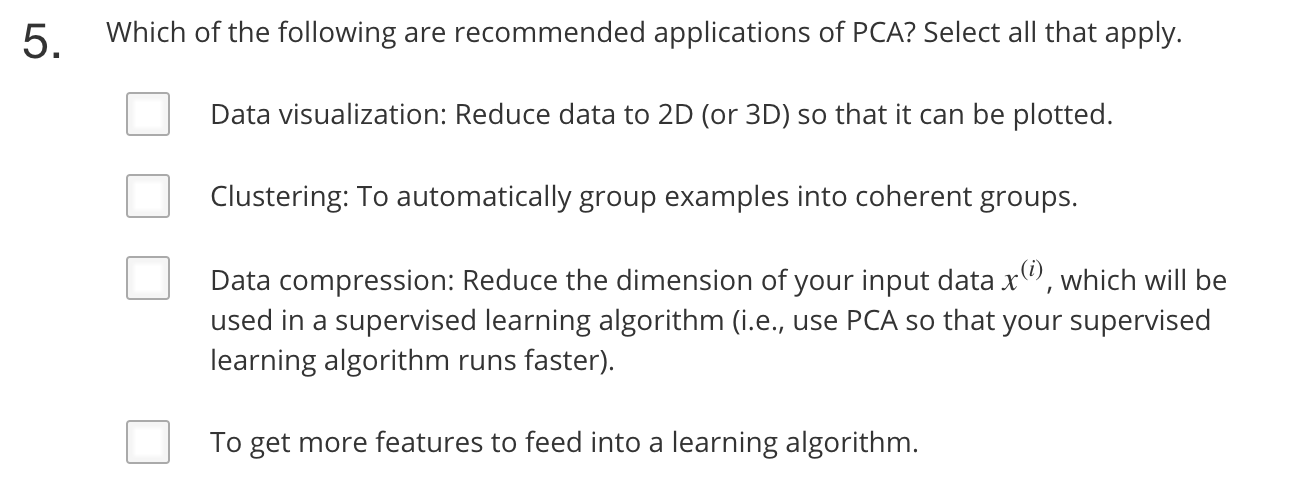 5. Which of the following are recommended applications of PCA? Select all that apply.
Data visualization: Reduce data to 2D (or 3D) so that it can be plotted.
Clustering: To automatically group examples into coherent groups.
Data compression: Reduce the dimension of your input data x⁽ⁱ⁾, which will be
used in a supervised learning algorithm (i.e., use PCA so that your supervised
learning algorithm runs faster).
To get more features to feed into a learning algorithm.